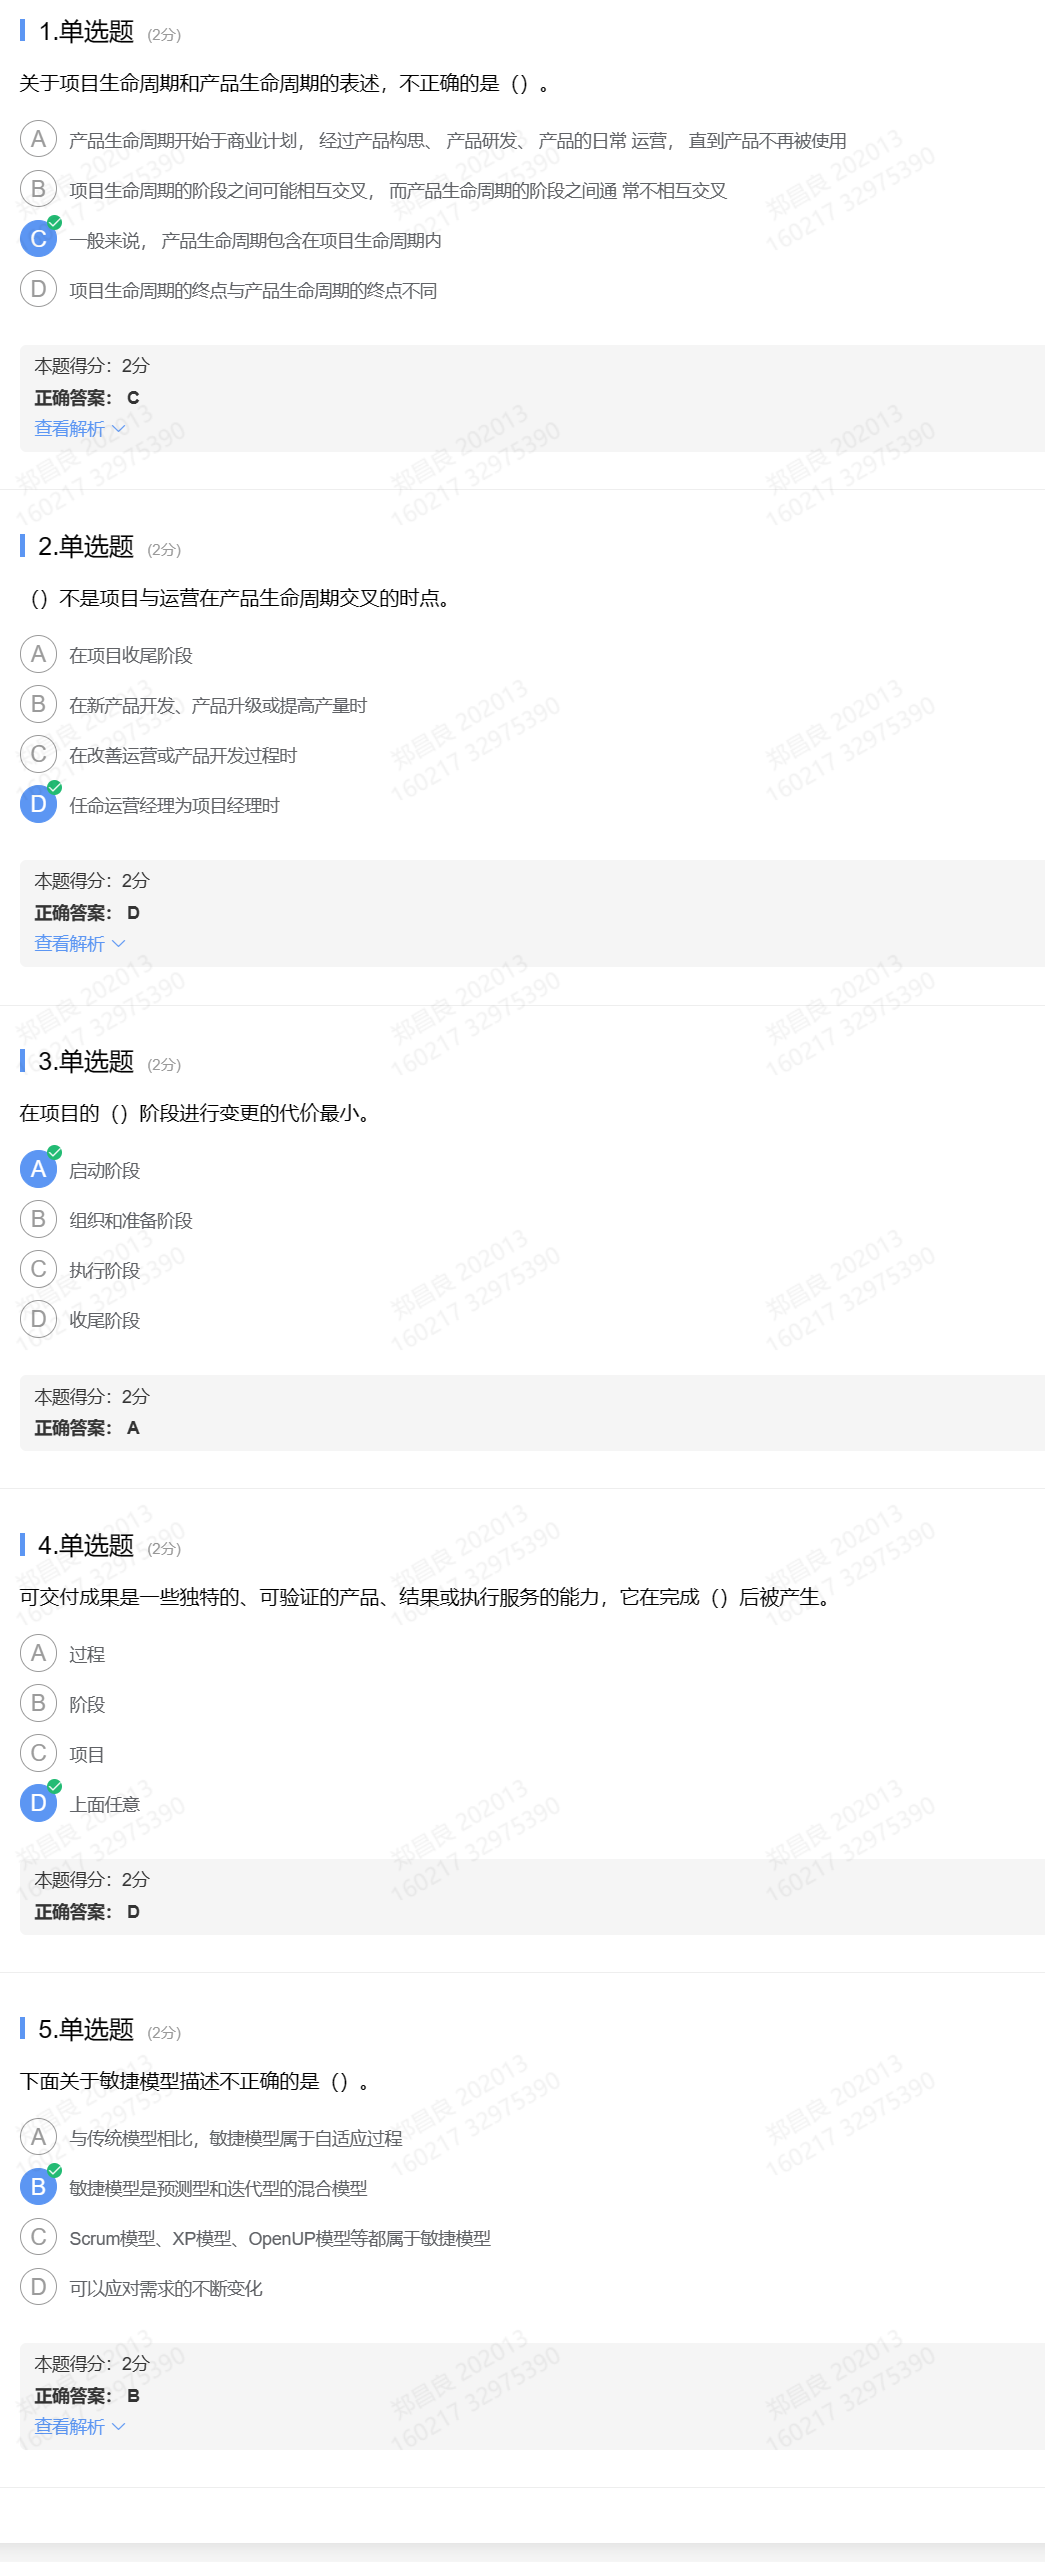 1.单选题 (2分)
关于项目生命周期和产品生命周期的表述，不正确的是（）。
A 产品生命周期开始于商业计划， 经过产品构思、 产品研发、 产品的日常 运营， 直到产品不再被使用
B 项目生命周期的阶段之间可能相互交叉， 而产品生命周期的阶段之间通 常不相互交叉
C 一般来说， 产品生命周期包含在项目生命周期内
D 项目生命周期的终点与产品生命周期的终点不同
本题得分：2分
正确答案： C
查看解析
2.单选题 (2分)
（）不是项目与运营在产品生命周期交叉的时点。
A 在项目收尾阶段
B 在新产品开发、产品升级或提高产量时
C 在改善运营或产品开发过程时
D 任命运营经理为项目经理时
本题得分：2分
正确答案： D
查看解析
3.单选题 (2分)
在项目的（）阶段进行变更的代价最小。
A 启动阶段
B 组织和准备阶段
C 执行阶段
D 收尾阶段
本题得分：2分
正确答案： A
4.单选题 (2分)
可交付成果是一些独特的、可验证的产品、结果或执行服务的能力，它在完成（）后被产生。
A 过程
B 阶段
C 项目
D 上面任意
本题得分：2分
正确答案： D
5.单选题 (2分)
下面关于敏捷模型描述不正确的是（）。
A 与传统模型相比，敏捷模型属于自适应过程
B 敏捷模型是预测型和迭代型的混合模型
C Scrum模型、XP模型、OpenUP模型等都属于敏捷模型
D 可以应对需求的不断变化
本题得分：2分
正确答案： B
查看解析
郑昌良 202013
160217 32975390